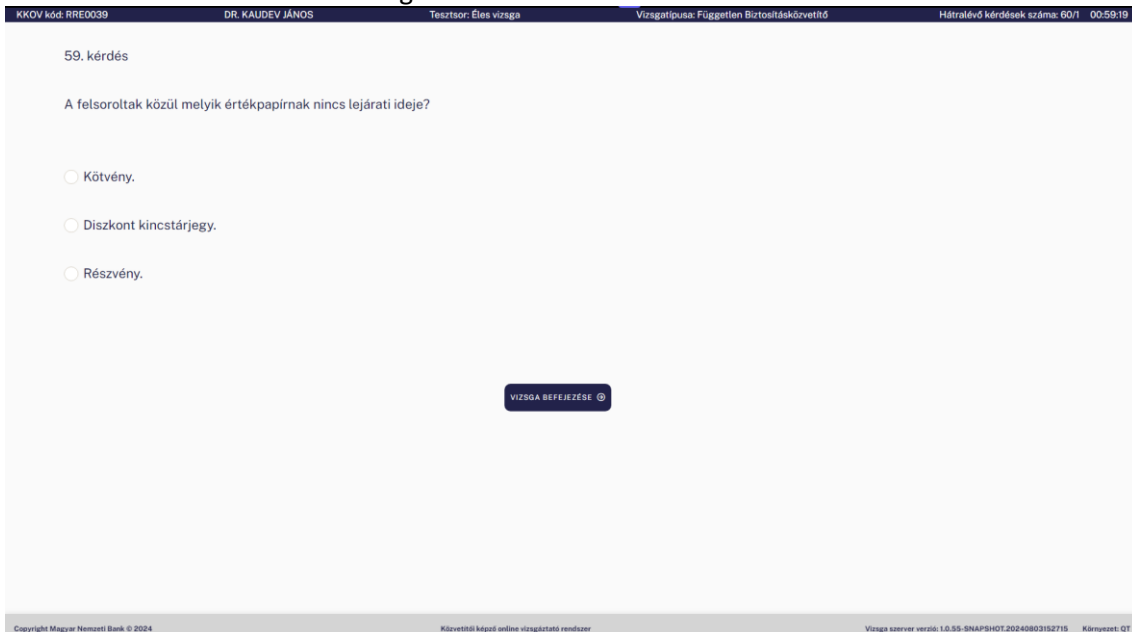 KKOV kód: RRE0039 DR. KAUDEV JÁNOS Tesztsor: Éles vizsga Vizsgatípusa: Független Biztosításközvetítő Hátralévő kérdések száma: 60/1 00:59:19
59. kérdés
A felsoroltak közül melyik értékpapírnak nincs lejárati ideje?
Kötvény.
Diszkont kincstárjegy.
Részvény.
VIZSGA BEFEJEZÉSE
Copyright Magyar Nemzeti Bank © 2024 Közvetítői képző online vizsgáztató rendszer Vizsga szerver verzió: 1.0.55-SNAPSHOT.20240803152715 Környezet: QT